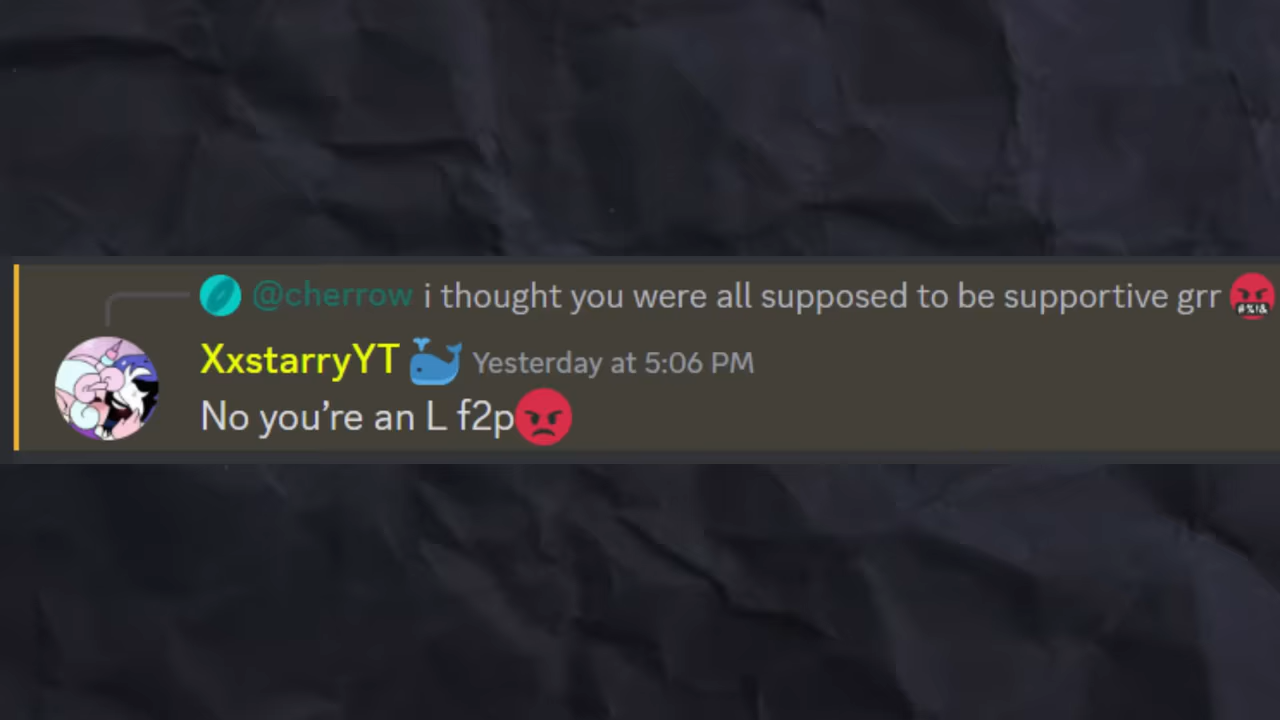 @cherrow i thought you were all supposed to be supportive grr 🤬
XxstarryYT 🐳 Yesterday at 5:06 PM
No you’re an L f2p😡